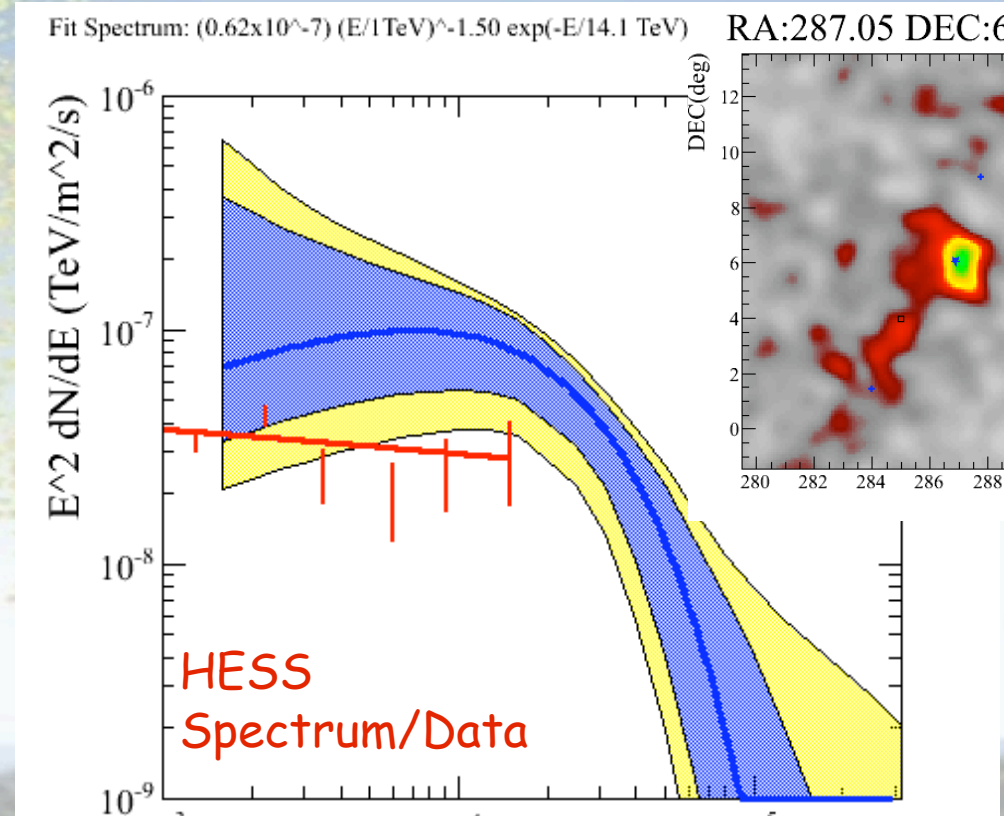 Fit Spectrum: (0.62x10^-7) (E/1TeV)^-1.50 exp(-E/14.1 TeV)
RA:287.05 DEC:6
E^2 dN/dE (TeV/m^2/s)
10^-6
10^-7
10^-8
10^-9
HESS
Spectrum/Data
DEC(deg)
12
10
8
6
4
2
0
280 282 284 286 288